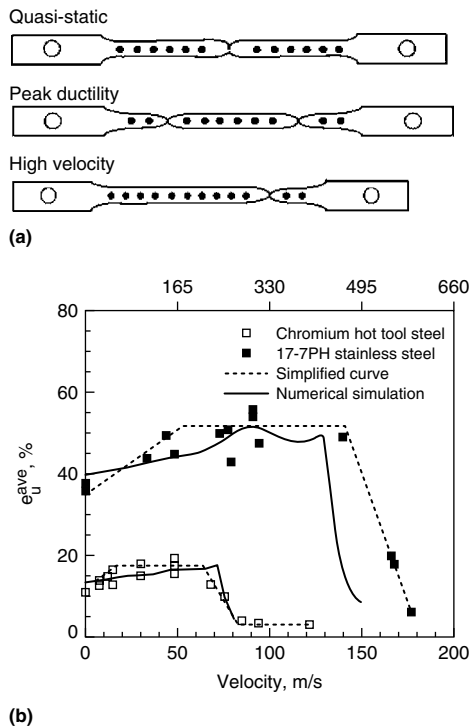 Quasi-static
Peak ductility
High velocity
(a)
165 330 495 660
80
60
40
20
0
e_u^ave, %
Chromium hot tool steel
17-7PH stainless steel
Simplified curve
Numerical simulation
0 50 100 150 200
Velocity, m/s
(b)